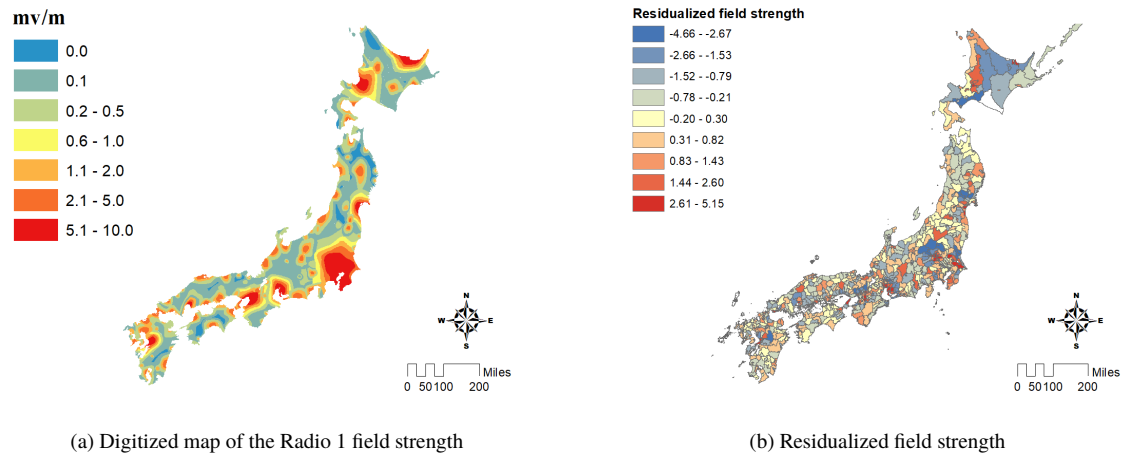 mv/m
0.0
0.1
0.2 - 0.5
0.6 - 1.0
1.1 - 2.0
2.1 - 5.0
5.1 - 10.0
N
W E
S
Miles
0 50 100 200
(a) Digitized map of the Radio 1 field strength
Residualized field strength
-4.66 - -2.67
-2.66 - -1.53
-1.52 - -0.79
-0.78 - -0.21
-0.20 - 0.30
0.31 - 0.82
0.83 - 1.43
1.44 - 2.60
2.61 - 5.15
N
W E
S
Miles
0 50 100 200
(b) Residualized field strength